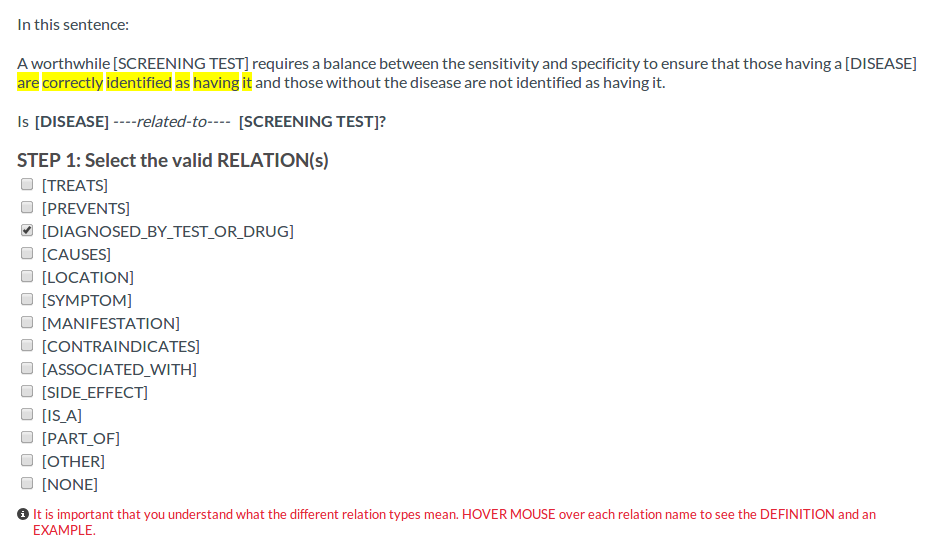 In this sentence:
A worthwhile [SCREENING TEST] requires a balance between the sensitivity and specificity to ensure that those having a [DISEASE]
are correctly identified as having it and those without the disease are not identified as having it.
Is [DISEASE] ----related-to---- [SCREENING TEST]?
STEP 1: Select the valid RELATION(s)
[TREATS]
[PREVENTS]
[DIAGNOSED_BY_TEST_OR_DRUG]
[CAUSES]
[LOCATION]
[SYMPTOM]
[MANIFESTATION]
[CONTRAINDICATES]
[ASSOCIATED_WITH]
[SIDE_EFFECT]
[IS_A]
[PART_OF]
[OTHER]
[NONE]
It is important that you understand what the different relation types mean. HOVER MOUSE over each relation name to see the DEFINITION and an
EXAMPLE.